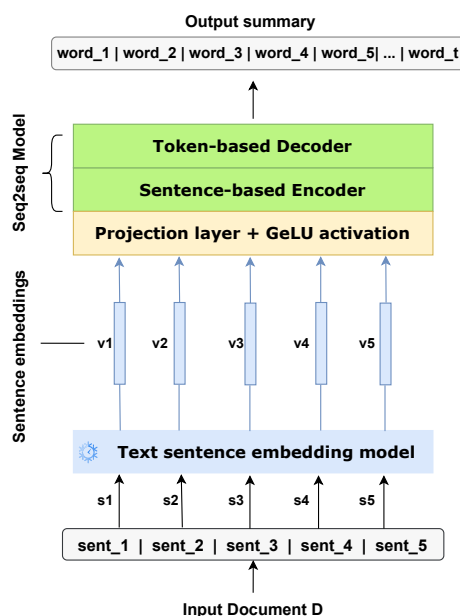 Output summary
word_1 | word_2 | word_3 | word_4 | word_5| ... | word_t
Seq2seq Model
Token-based Decoder
Sentence-based Encoder
Projection layer + GeLU activation
Sentence embeddings
v1 v2 v3 v4 v5
Text sentence embedding model
s1 s2 s3 s4 s5
sent_1 | sent_2 | sent_3 | sent_4 | sent_5
Input Document D